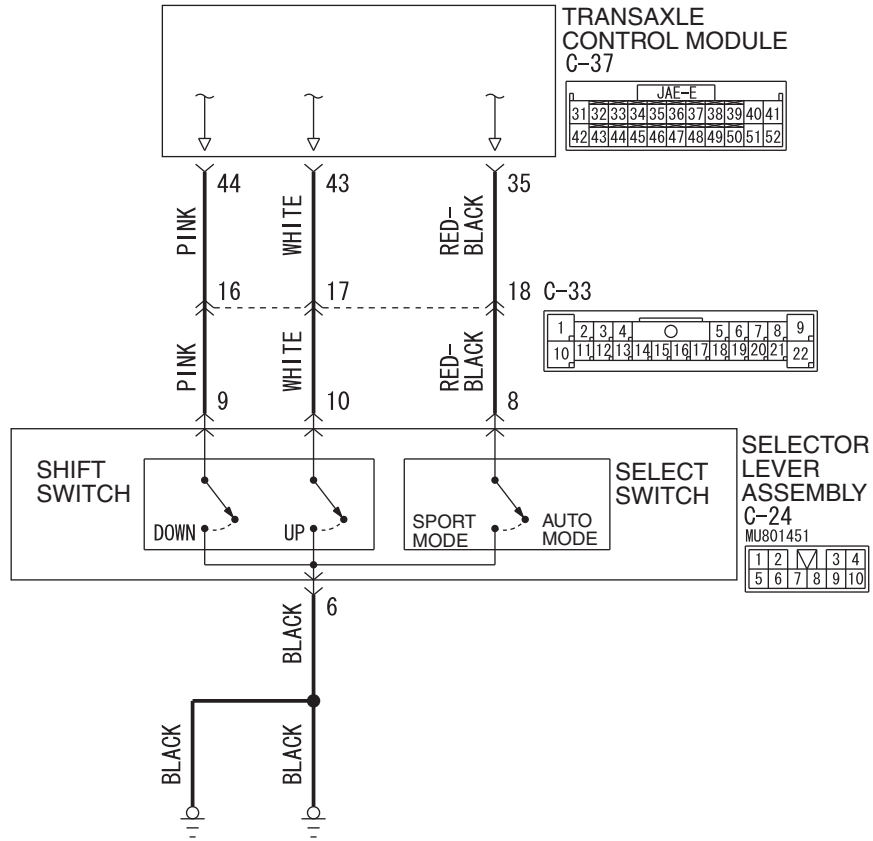 TRANSAXLE
CONTROL MODULE
C-37
JAE-E
31 32 33 34 35 36 37 38 39 40 41
42 43 44 45 46 47 48 49 50 51 52
44 43 35
PINK WHITE RED-
BLACK
16 17 18 C-33
1 2 3 4 5 6 7 8 9
10 11 12 13 14 15 16 17 18 19 20 21 22
PINK WHITE RED-
BLACK
9 10 8
SHIFT
SWITCH
DOWN UP
SPORT
MODE
AUTO
MODE
SELECT
SWITCH
SELECTOR
LEVER
ASSEMBLY
C-24
MU801451
1 2 3 4
5 6 7 8 9 10
6
BLACK
BLACK BLACK